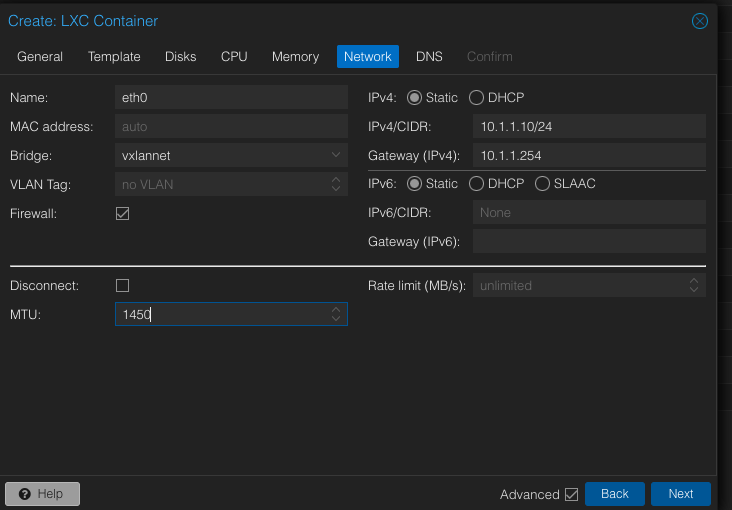 Create: LXC Container
General Template Disks CPU Memory Network DNS Confirm
Name: eth0
MAC address: auto
Bridge: vxlannet
VLAN Tag: no VLAN
Firewall:
IPv4: Static DHCP
IPv4/CIDR: 10.1.1.10/24
Gateway (IPv4): 10.1.1.254
IPv6: Static DHCP SLAAC
IPv6/CIDR: None
Gateway (IPv6):
Disconnect:
Rate limit (MB/s): unlimited
MTU: 1450
Help
Advanced Back Next